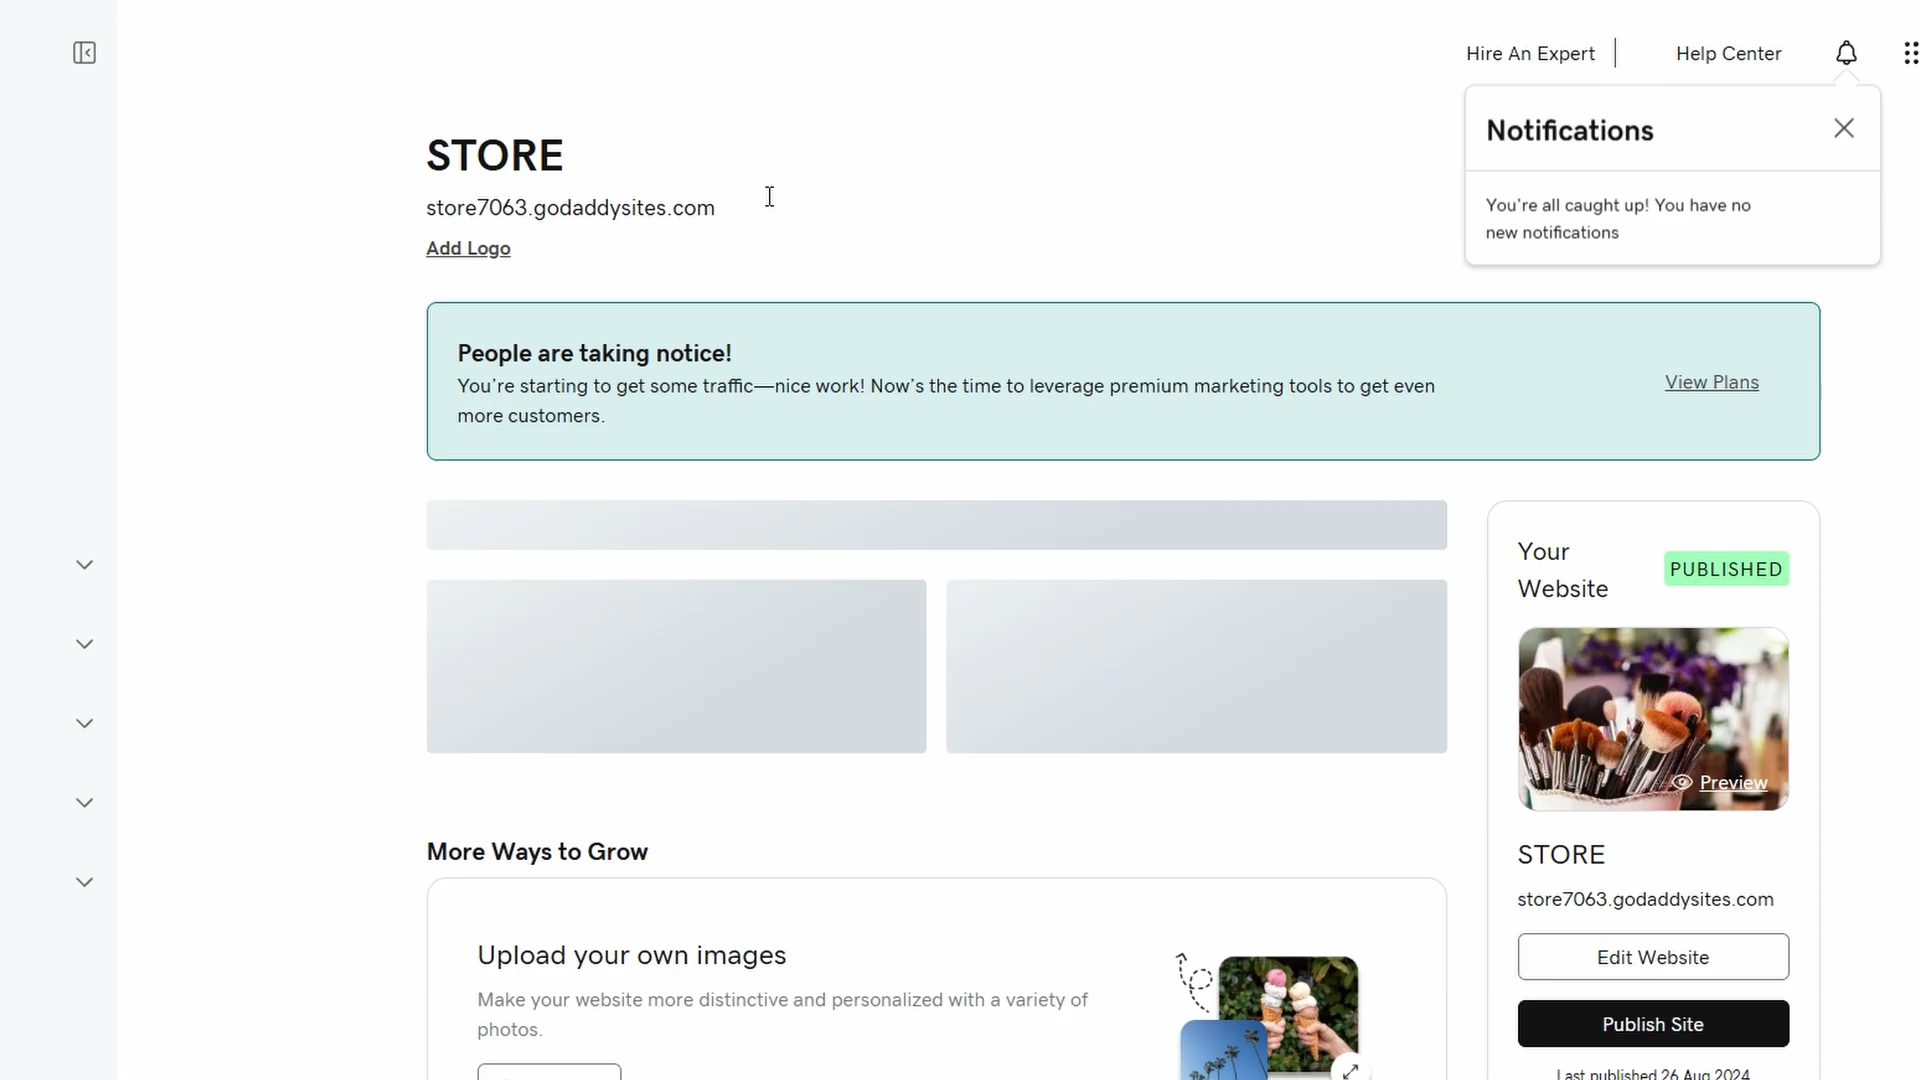 Hire An Expert
Help Center
Notifications
You're all caught up! You have no
new notifications
STORE
store7063.godaddysites.com
Add Logo
People are taking notice!
You're starting to get some traffic—nice work! Now's the time to leverage premium marketing tools to get even
more customers.
View Plans
Your
Website
PUBLISHED
Preview
STORE
store7063.godaddysites.com
Edit Website
Publish Site
Last published 26 Aug 2024
More Ways to Grow
Upload your own images
Make your website more distinctive and personalized with a variety of
photos.